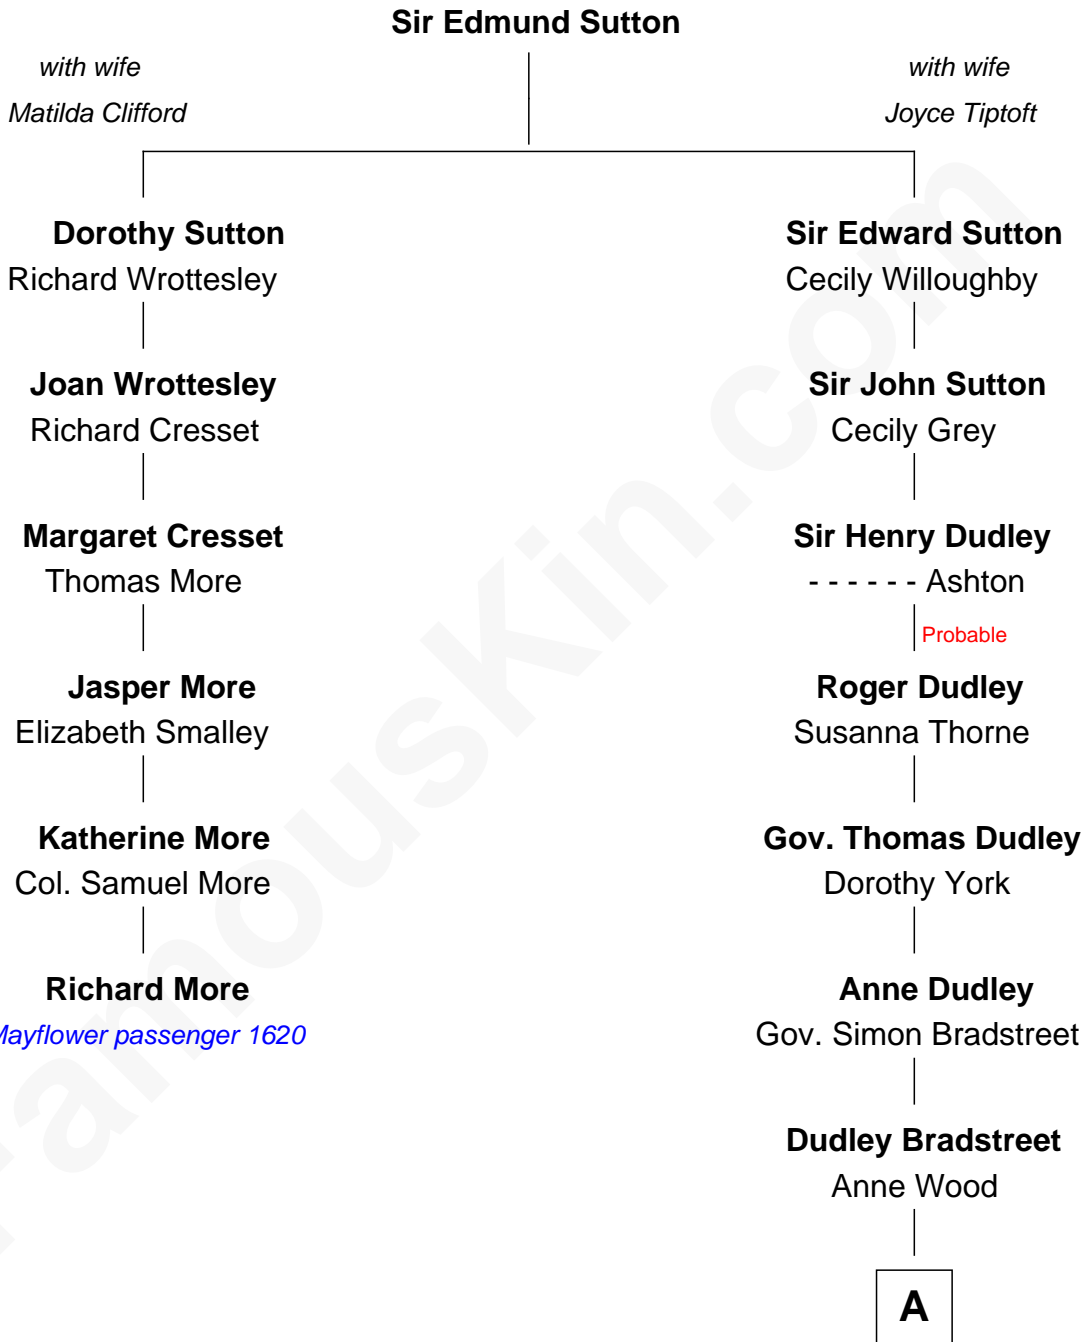 Sir Edmund Sutton
with wife
Matilda Clifford
with wife
Joyce Tiptoft
Dorothy Sutton
Richard Wrottesley
Joan Wrottesley
Richard Cresset
Margaret Cresset
Thomas More
Jasper More
Elizabeth Smalley
Katherine More
Col. Samuel More
Richard More
Mayflower passenger 1620
Sir Edward Sutton
Cecily Willoughby
Sir John Sutton
Cecily Grey
Sir Henry Dudley
- - - - - - Ashton
Probable
Roger Dudley
Susanna Thorne
Gov. Thomas Dudley
Dorothy York
Anne Dudley
Gov. Simon Bradstreet
Dudley Bradstreet
Anne Wood
A
FamousKin.com